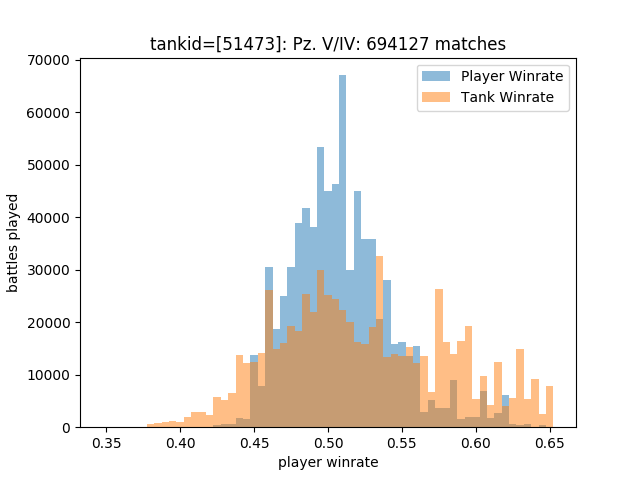 tankid=[51473]: Pz. V/IV: 694127 matches
Player Winrate
Tank Winrate
battles played
70000
60000
50000
40000
30000
20000
10000
0
0.35 0.40 0.45 0.50 0.55 0.60 0.65
player winrate